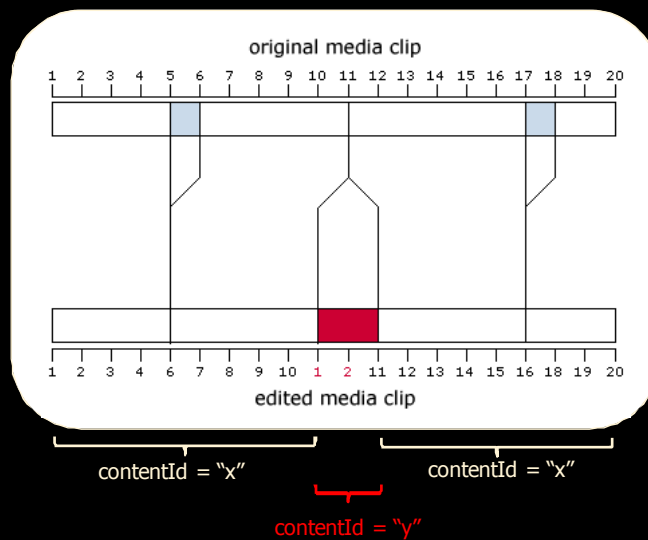 original media clip
1 2 3 4 5 6 7 8 9 10 11 12 13 14 15 16 17 18 19 20
1 2 3 4 6 7 8 9 10 1 2 11 12 13 14 15 16 18 19 20
edited media clip
contentId = “x”
contentId = “x”
contentId = “y”